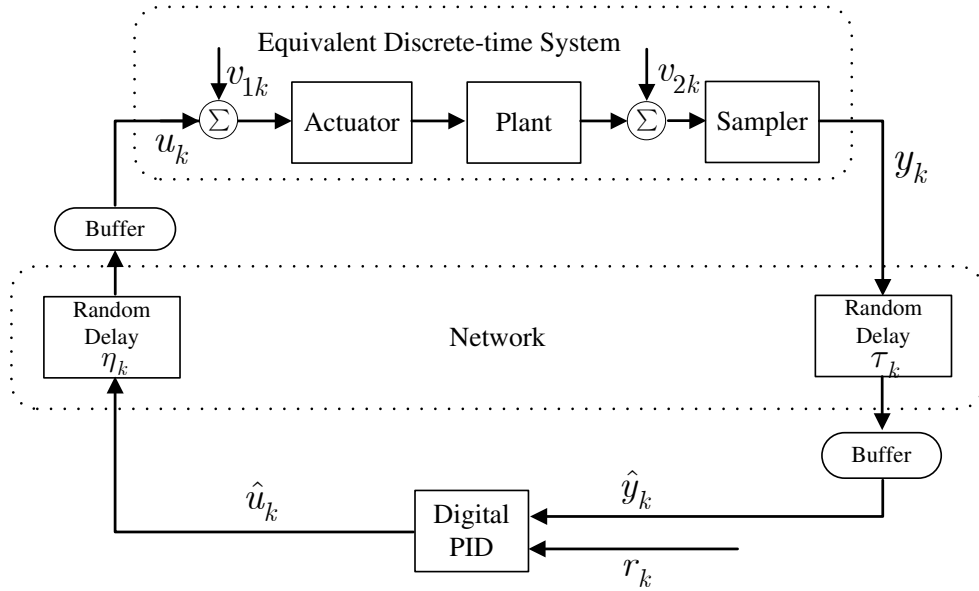 Equivalent Discrete-time System
v_{1k}
v_{2k}
Σ
Actuator
Plant
Σ
Sampler
u_k
y_k
Buffer
Random
Delay
η_k
Network
Random
Delay
τ_k
Buffer
û_k
ŷ_k
Digital
PID
r_k